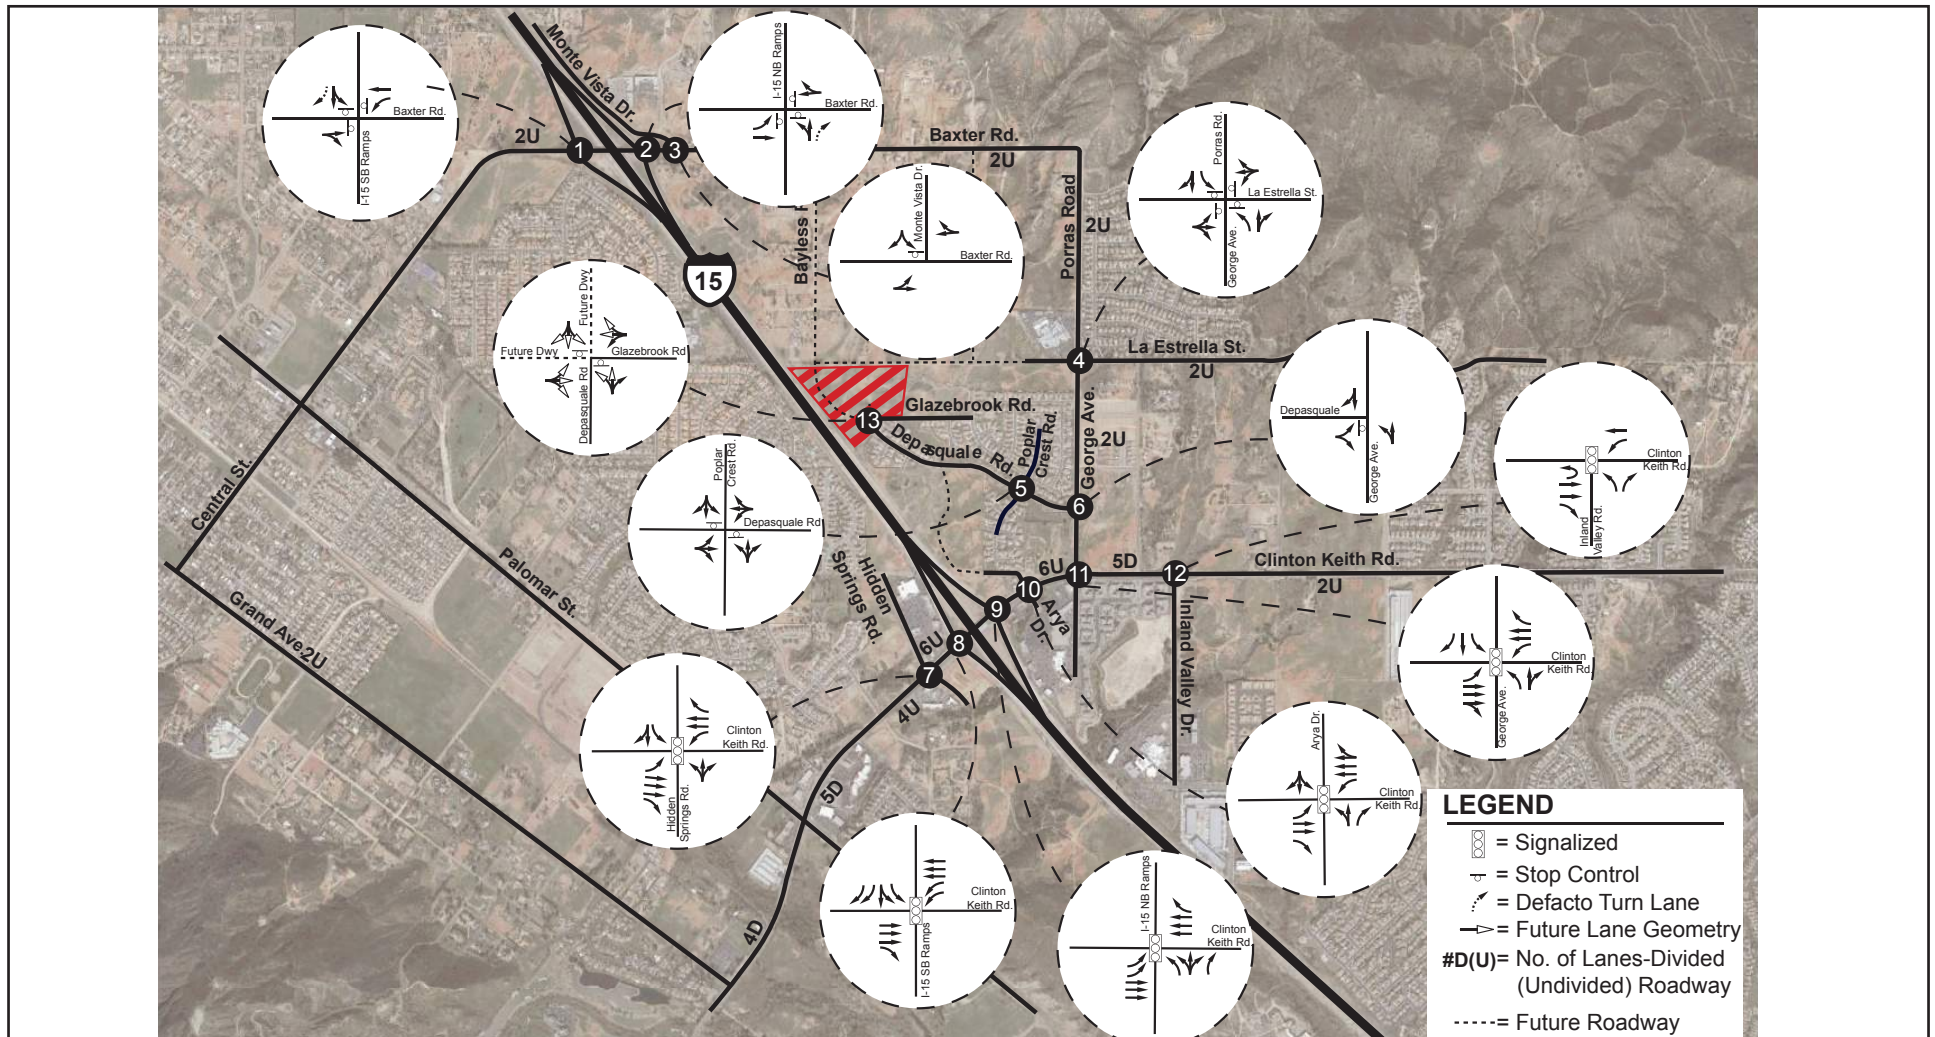 Monte Vista Dr.
I-15 SB Ramps
Baxter Rd.
I-15 NB Ramps
Baxter Rd.
2U
1
2
3
Baxter Rd.
2U
Porras Rd.
La Estrella St.
George Ave.
Monte Vista Dr.
Baxter Rd.
Bayless
Porras Road
2U
15
Future Dwy
Future Dwy
Glazebrook Rd
Depasquale Rd
4
La Estrella St.
2U
13
Glazebrook Rd.
Depasquale Rd.
Poplar
Crest Rd.
George Ave.
2U
5
6
Depasquale
George Ave.
Clinton
Keith Rd.
Inland
Valley Rd.
Poplar
Crest Rd.
Depasquale Rd
Central St.
Palomar St.
Grand Ave.
2U
Hidden
Springs Rd.
6U
11
5D
12
Clinton Keith Rd.
2U
10
9
Arya
Dr.
8
6U
7
4U
Inland Valley Dr.
5D
4D
Clinton
Keith Rd.
George Ave.
Clinton
Keith Rd.
Hidden
Springs Rd.
Arya Dr.
Clinton
Keith Rd.
Clinton
Keith Rd.
I-15 SB Ramps
I-15 NB Ramps
Clinton
Keith Rd.
LEGEND
= Signalized
= Stop Control
= Defacto Turn Lane
= Future Lane Geometry
#D(U)= No. of Lanes-Divided
(Undivided) Roadway
= Future Roadway